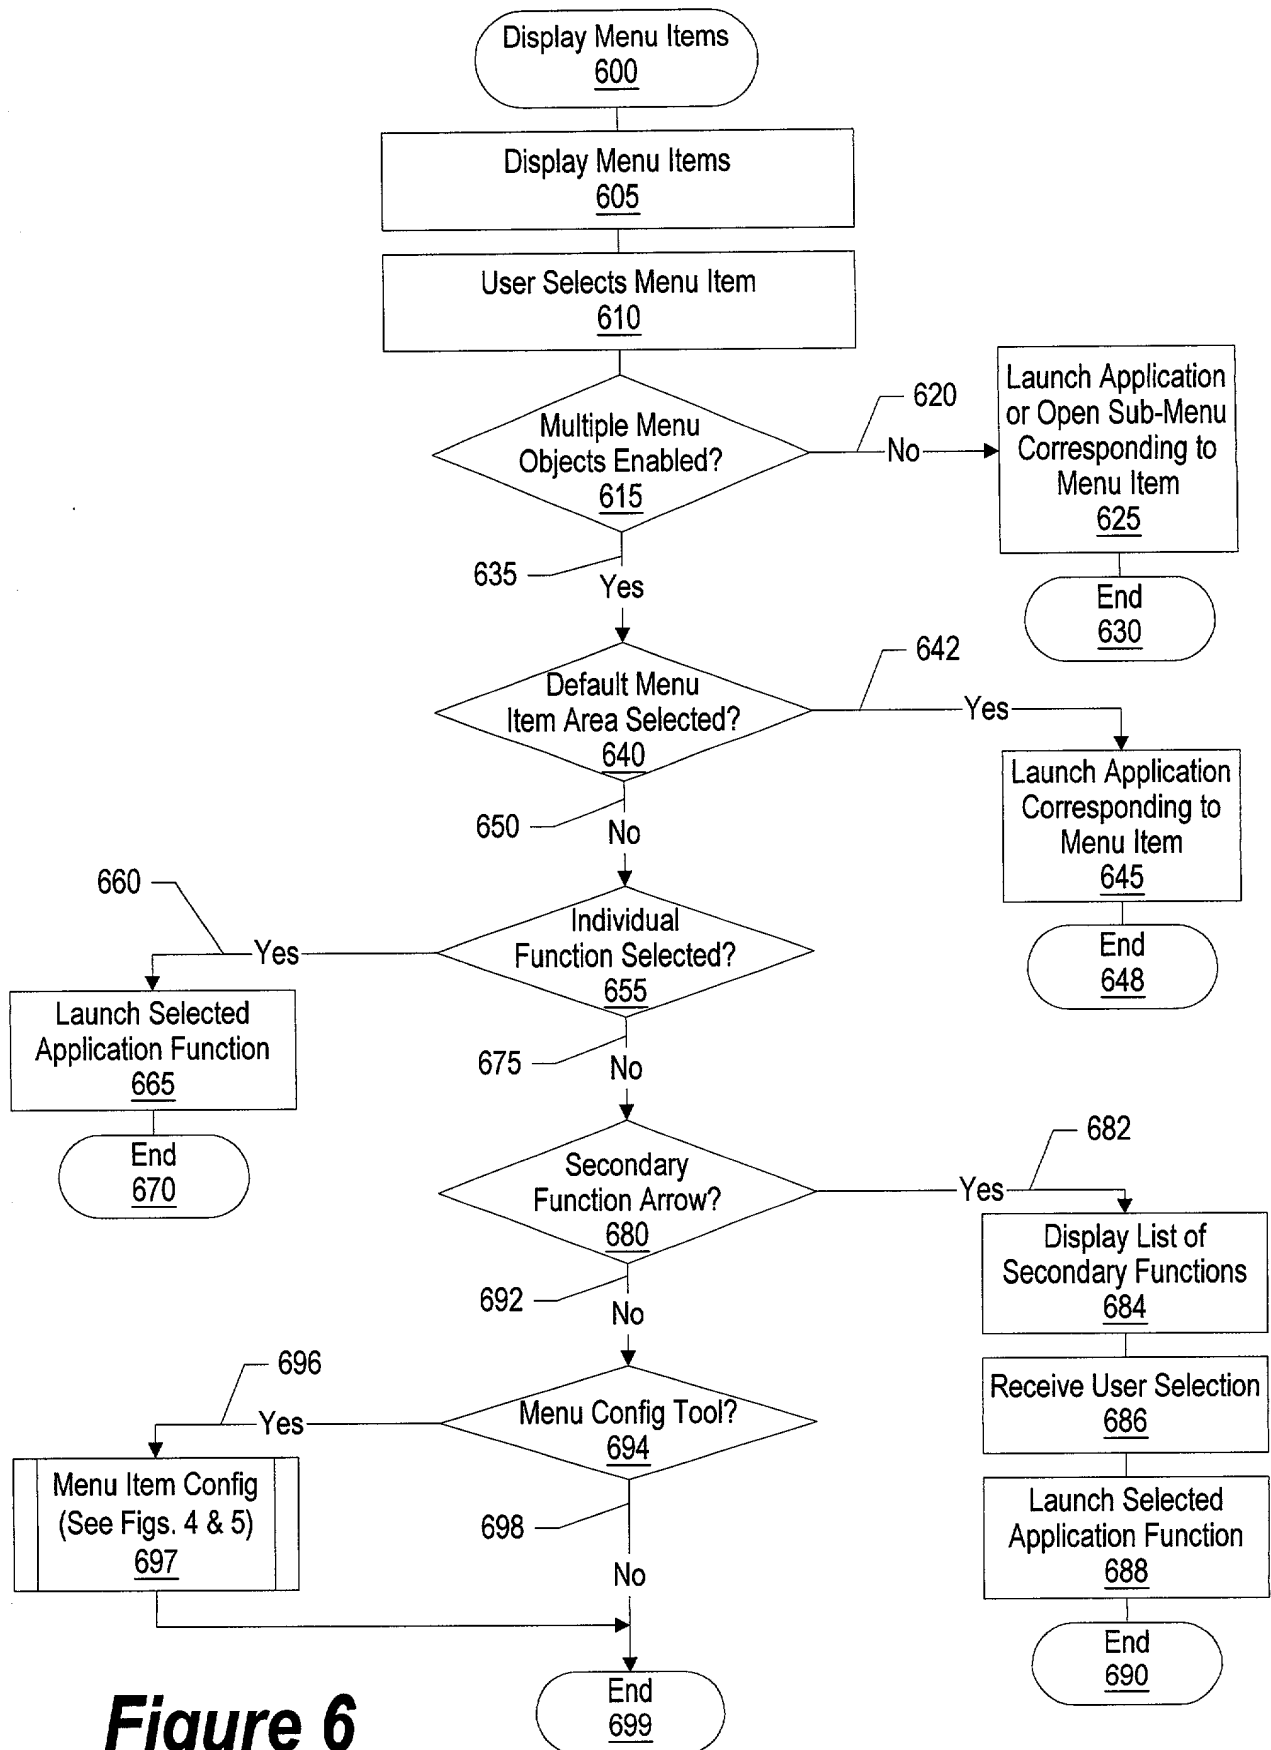 Display Menu Items
600
Display Menu Items
605
User Selects Menu Item
610
Multiple Menu
Objects Enabled?
615
620
No
Launch Application
or Open Sub-Menu
Corresponding to
Menu Item
625
End
630
635
Yes
Default Menu
Item Area Selected?
640
642
Yes
Launch Application
Corresponding to
Menu Item
645
End
648
650
No
Individual
Function Selected?
655
660
Yes
Launch Selected
Application Function
665
End
670
675
No
Secondary
Function Arrow?
680
682
Yes
Display List of
Secondary Functions
684
Receive User Selection
686
Launch Selected
Application Function
688
End
690
692
No
Menu Config Tool?
694
696
Yes
Menu Item Config
(See Figs. 4 & 5)
697
698
No
End
699
Figure 6